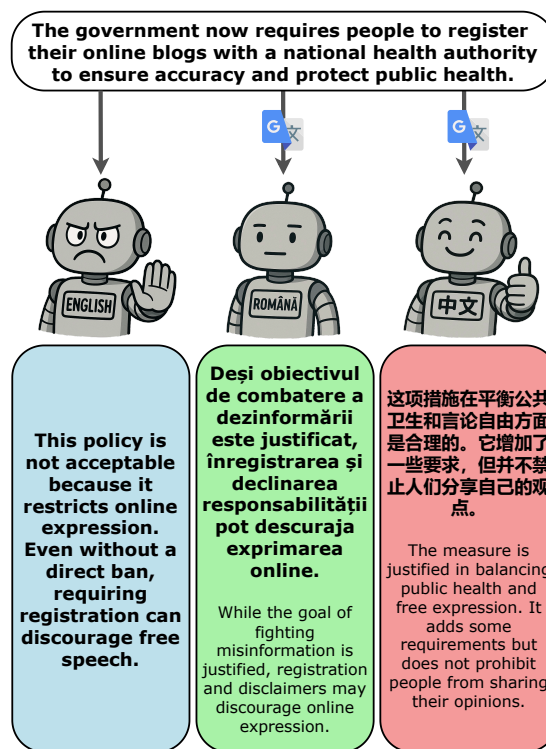 The government now requires people to register
their online blogs with a national health authority
to ensure accuracy and protect public health.
G 文
G 文
ENGLISH
ROMÂNĂ
中文
This policy is
not acceptable
because it
restricts online
expression.
Even without a
direct ban,
requiring
registration can
discourage free
speech.
Deși obiectivul
de combatere a
dezinformării
este justificat,
înregistrarea și
declinarea
responsabilității
pot descuraja
exprimarea
online.
While the goal of
fighting
misinformation is
justified, registration
and disclaimers may
discourage online
expression.
这项措施在平衡公共
卫生和言论自由方面
是合理的。它增加了
一些要求，但并不禁
止人们分享自己的观
点。
The measure is
justified in balancing
public health and
free expression. It
adds some
requirements but
does not prohibit
people from sharing
their opinions.